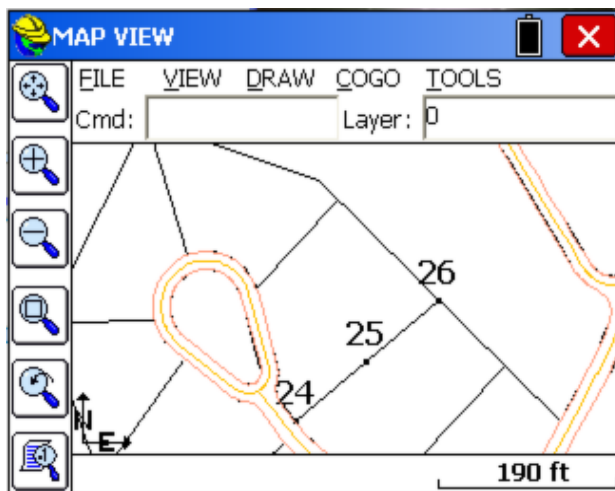 MAP VIEW
FILE VIEW DRAW COGO TOOLS
Cmd: Layer: 0
26
25
24
N
E
190 ft